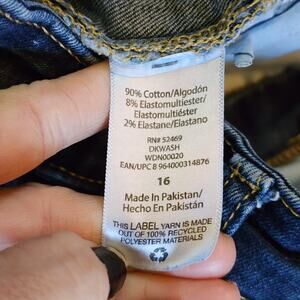 90% Cotton/Algodón
8% Elastomultiester/
Elastomultiéster
2% Elastane/Elastano
RN# 52469
DKWASH
WDN00020
EAN/UPC 8 964000314876
16
Made In Pakistan/
Hecho En Pakistán
THIS LABEL YARN IS MADE
OUT OF 100% RECYCLED
POLYESTER MATERIALS